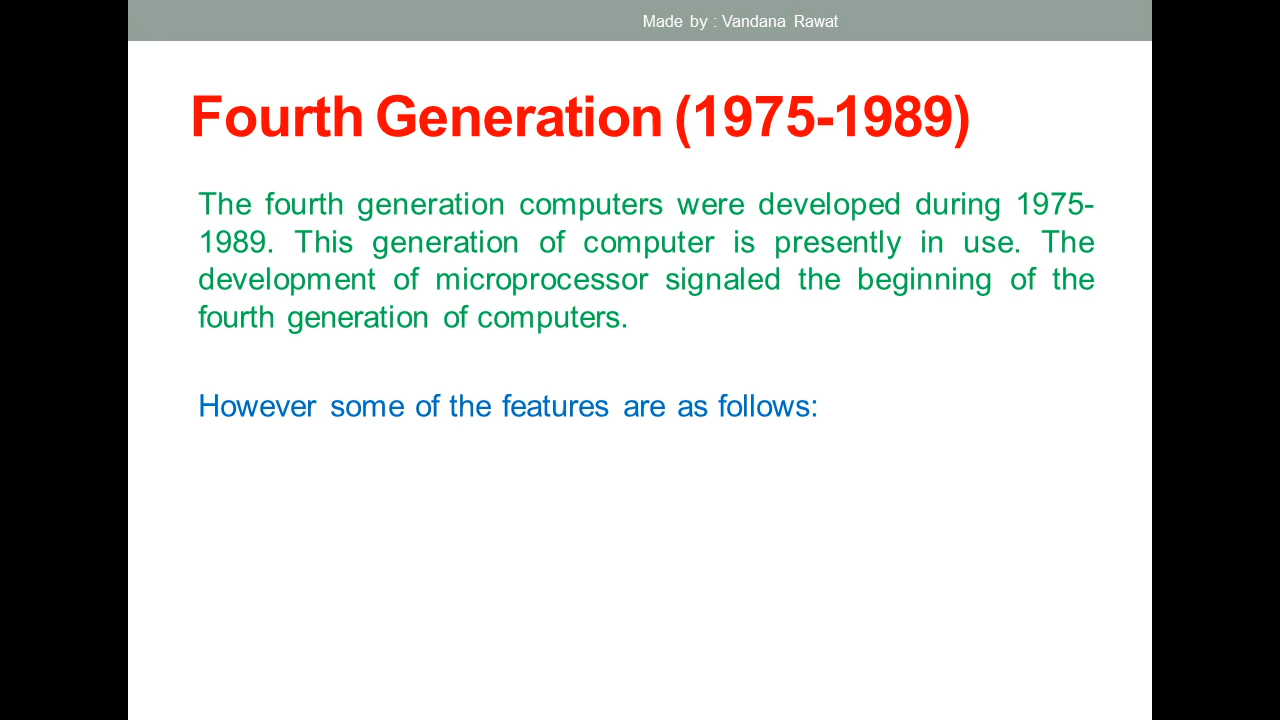 Made by : Vandana Rawat
Fourth Generation (1975-1989)
The fourth generation computers were developed during 1975-
1989. This generation of computer is presently in use. The
development of microprocessor signaled the beginning of the
fourth generation of computers.
However some of the features are as follows: